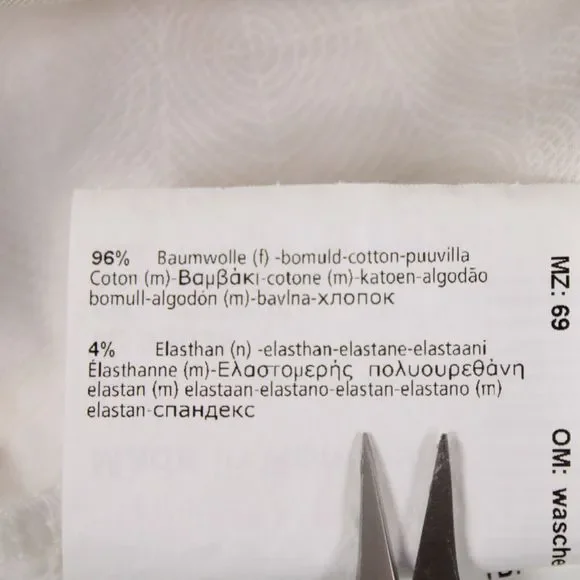 96% Baumwolle (f) -bomuld-cotton-puuvilla
Coton (m)-Βαμβάκι-cotone (m)-katoen-algodão
bomull-algodón (m)-bavlna-хлопок
4% Elasthan (n) -elasthan-elastane-elastaani
Élasthanne (m)-Ελαστομερής πολυουρεθάνη
elastan (m) elastaan-elastano-elastan-elastano (m)
elastan-спандекс
MZ: 69
OM: wasche